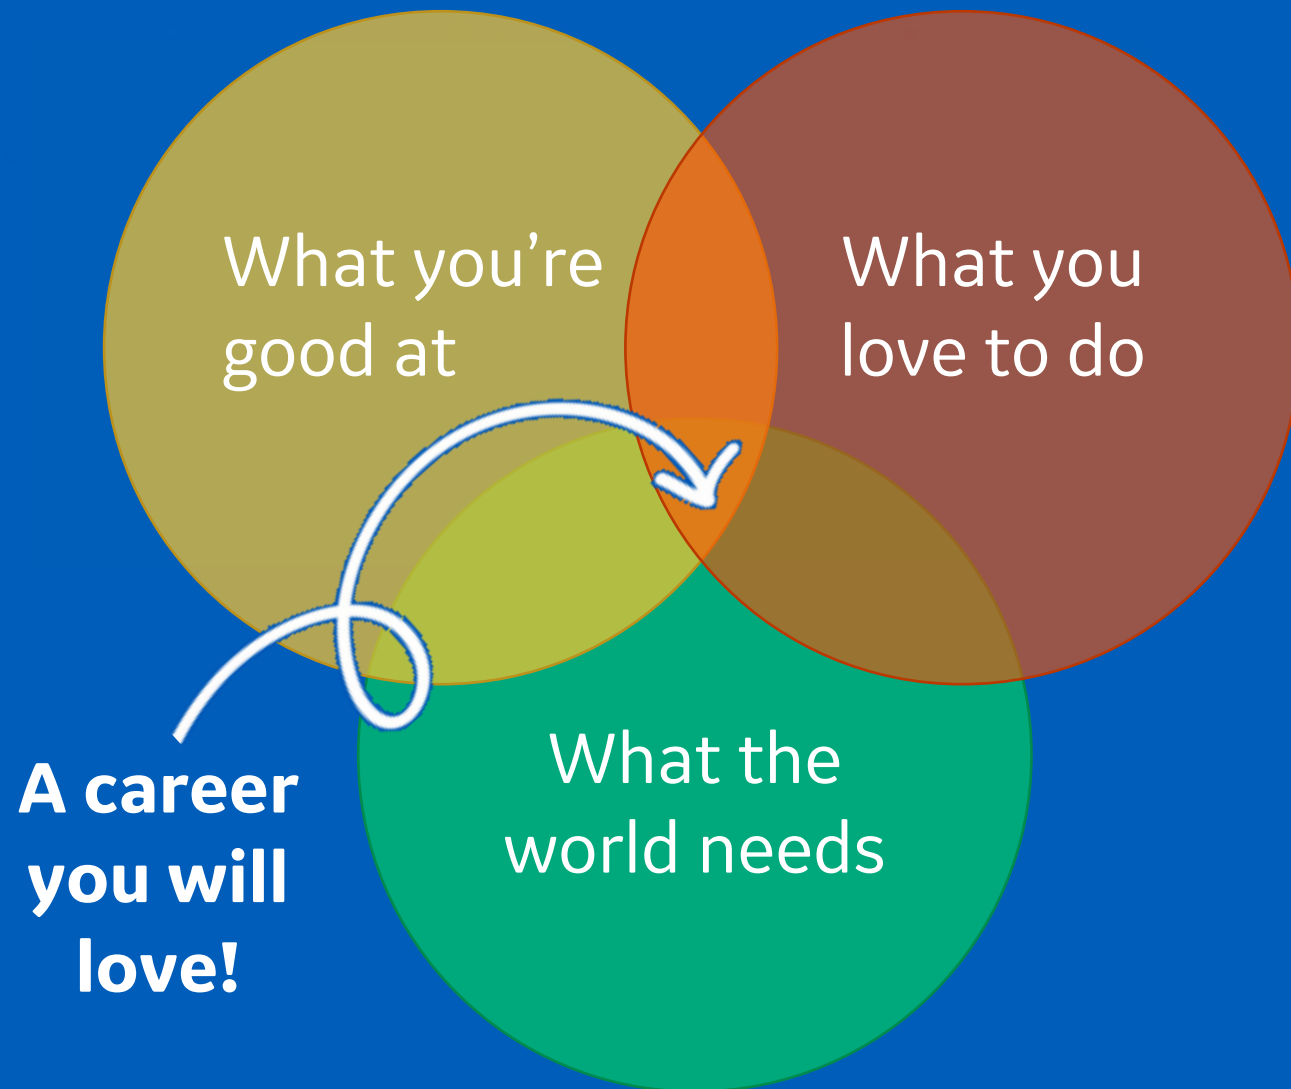 What you’re
good at
What you
love to do
What the
world needs
A career
you will
love!